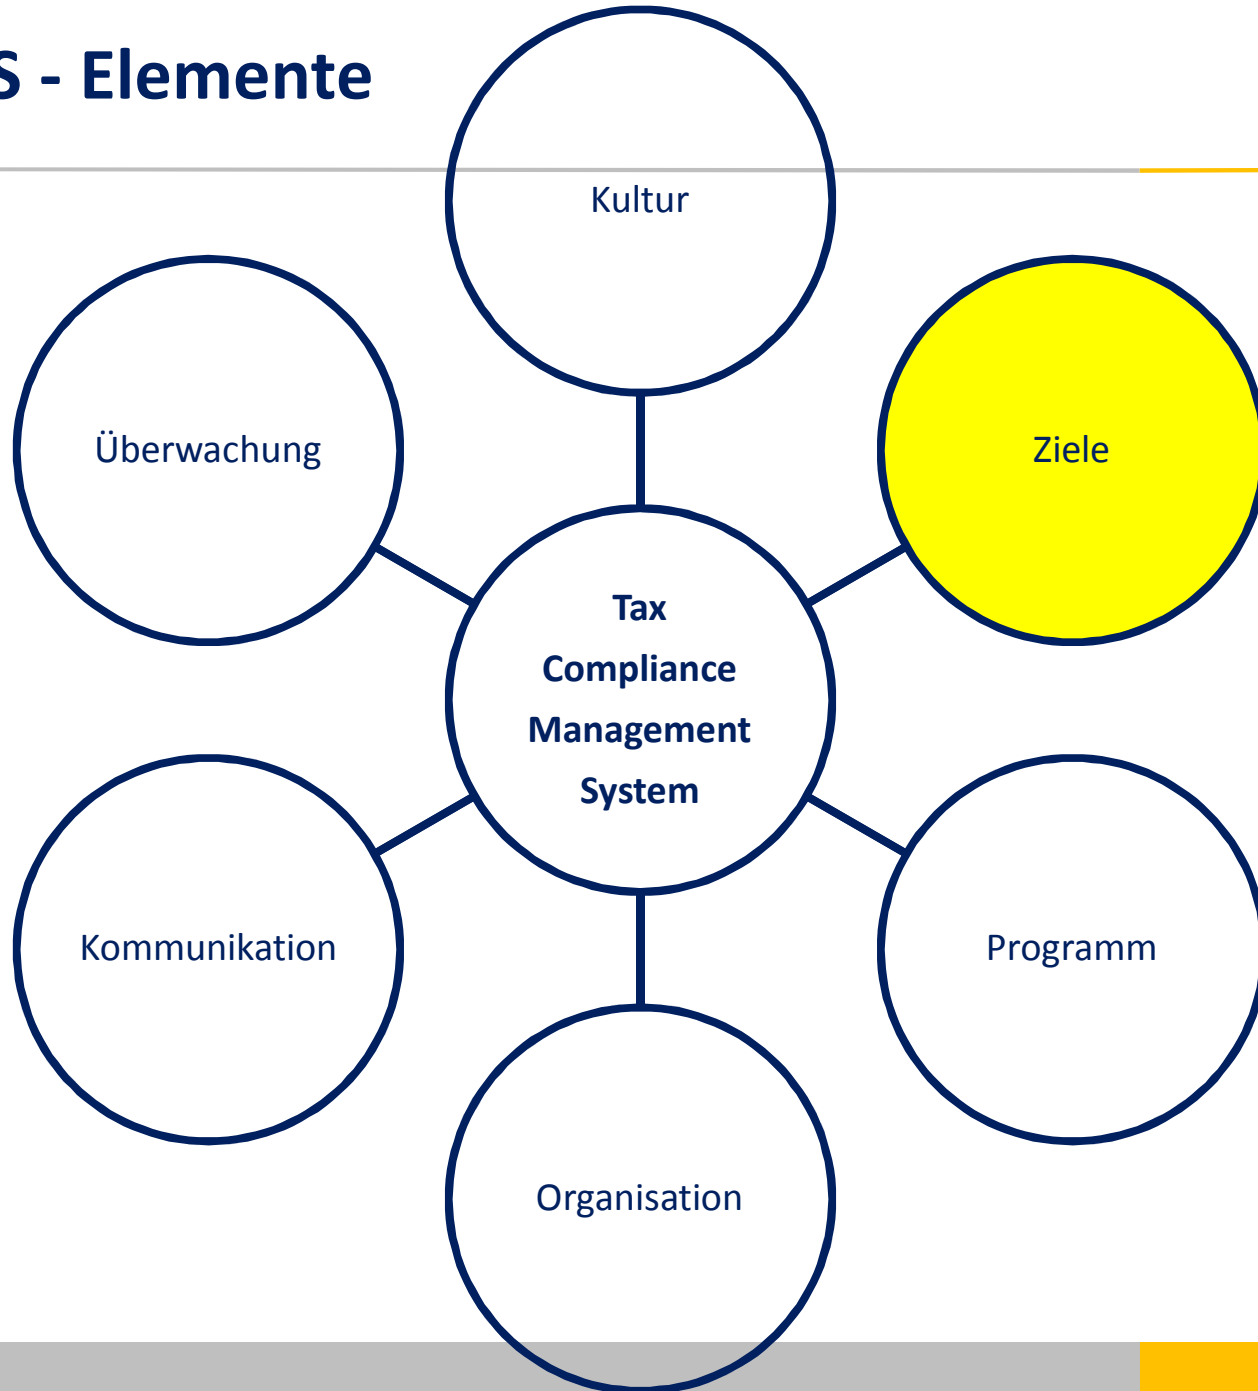 S - Elemente
Kultur
Überwachung
Ziele
Tax
Compliance
Management
System
Kommunikation
Programm
Organisation